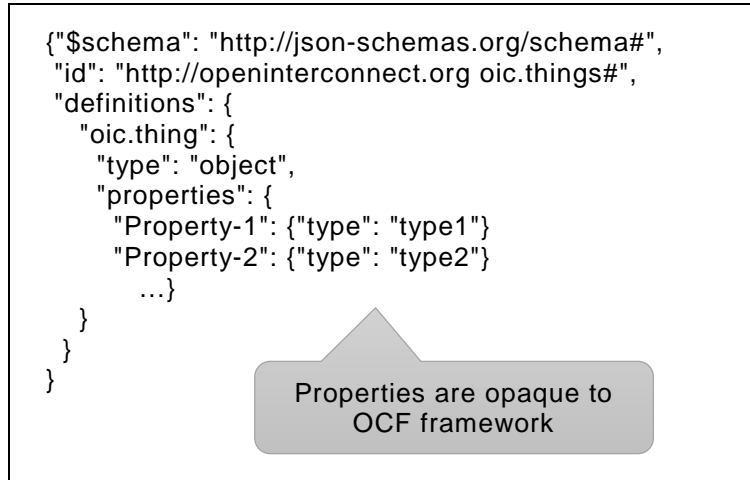 {"$schema": "http://json-schemas.org/schema#",
"id": "http://openinterconnect.org oic.things#",
"definitions": {
"oic.thing": {
"type": "object",
"properties": {
"Property-1": {"type": "type1"}
"Property-2": {"type": "type2"}
...}
}
}
}
Properties are opaque to
OCF framework